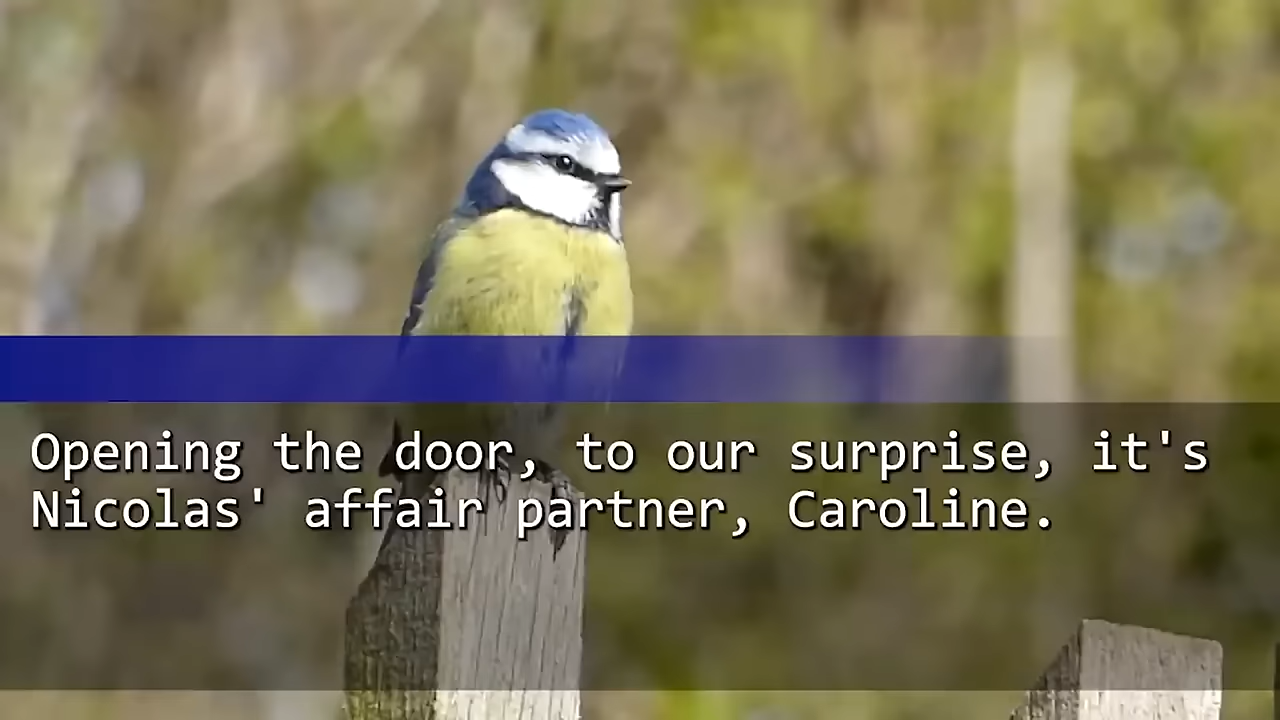 Opening the door, to our surprise, it's
Nicolas' affair partner, Caroline.